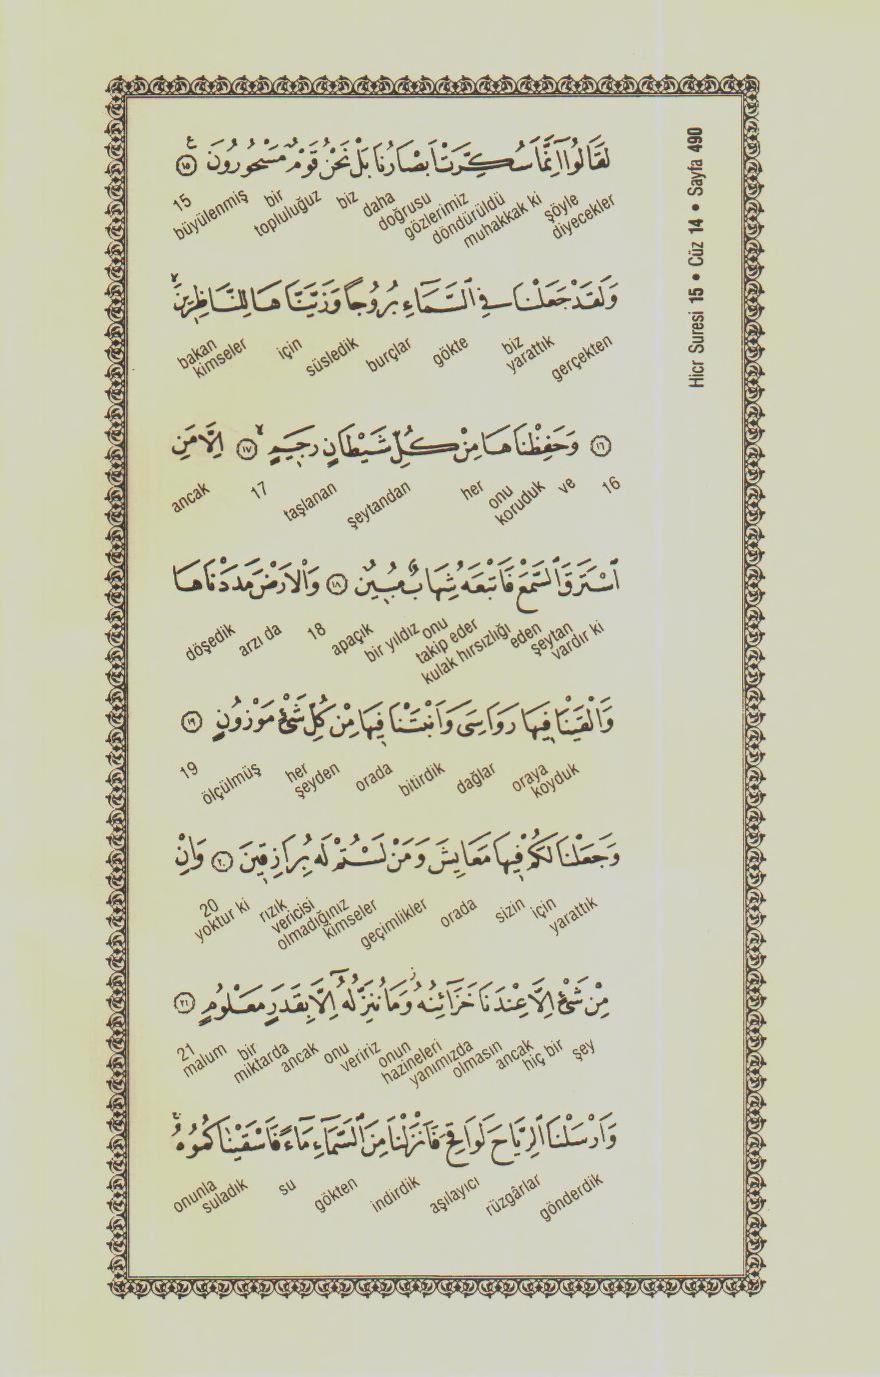 Hicr Suresi 15 • Cüz 14 • Sayfa 490
لَقَالُٓوا اِنَّمَا سُكِّرَتْ اَبْصَارُنَا بَلْ نَحْنُ قَوْمٌ مَسْحُورُونَ ﴿١٥﴾
şöyle diyecekler muhakkak ki döndürüldü gözlerimiz doğrusu daha biz topluluğuz bir büyülenmiş 15
وَلَقَدْ جَعَلْنَا فِي السَّمَٓاءِ بُرُوجًا وَزَيَّنَّاهَا لِلنَّاظِرِينَ
gerçekten biz yarattık gökte burçlar süsledik için bakan kimseler
﴿١٦﴾ وَحَفِظْنَاهَا مِنْ كُلِّ شَيْطَانٍ رَجِيمٍ ﴿١٧﴾ اِلَّا مَنِ
16 ve onu koruduk her şeytandan taşlanan 17 ancak
اسْتَرَقَ السَّمْعَ فَاَتْبَعَهُ شِهَابٌ مُبِينٌ ﴿١٨﴾ وَالْاَرْضَ مَدَدْنَاهَا
vardır ki şeytan eden kulak hırsızlığı takip eder onu bir yıldız apaçık 18 arzı da döşedik
وَاَلْقَيْنَا فِيهَا رَوَاسِيَ وَاَنْبَتْنَا فِيهَا مِنْ كُلِّ شَيْءٍ مَوْزُونٍ ﴿١٩﴾
koyduk oraya dağlar bitirdik orada her şeyden ölçülmüş 19
وَجَعَلْنَا لَكُمْ فِيهَا مَعَايِشَ وَمَنْ لَسْتُمْ لَهُ بِرَازِقِينَ ﴿٢٠﴾ وَاِنْ
yarattık için sizin orada geçimlikler kimseler olmadığınız vericisi rızık 20 yoktur ki
مِنْ شَيْءٍ اِلَّا عِنْدَنَا خَزَٓائِنُهُ وَمَا نُنَزِّلُهُٓ اِلَّا بِقَدَرٍ مَعْلُومٍ ﴿٢١﴾
şey hiç bir ancak olmasın yanımızda hazineleri onun veririz onu ancak miktarda bir malum 21
وَاَرْسَلْنَا الرِّيَاحَ لَوَاقِحَ فَاَنْزَلْنَا مِنَ السَّمَٓاءِ مَٓاءً فَاَسْقَيْنَاكُمُوهُ
gönderdik rüzgârlar aşılayıcı indirdik gökten su suladık onunla